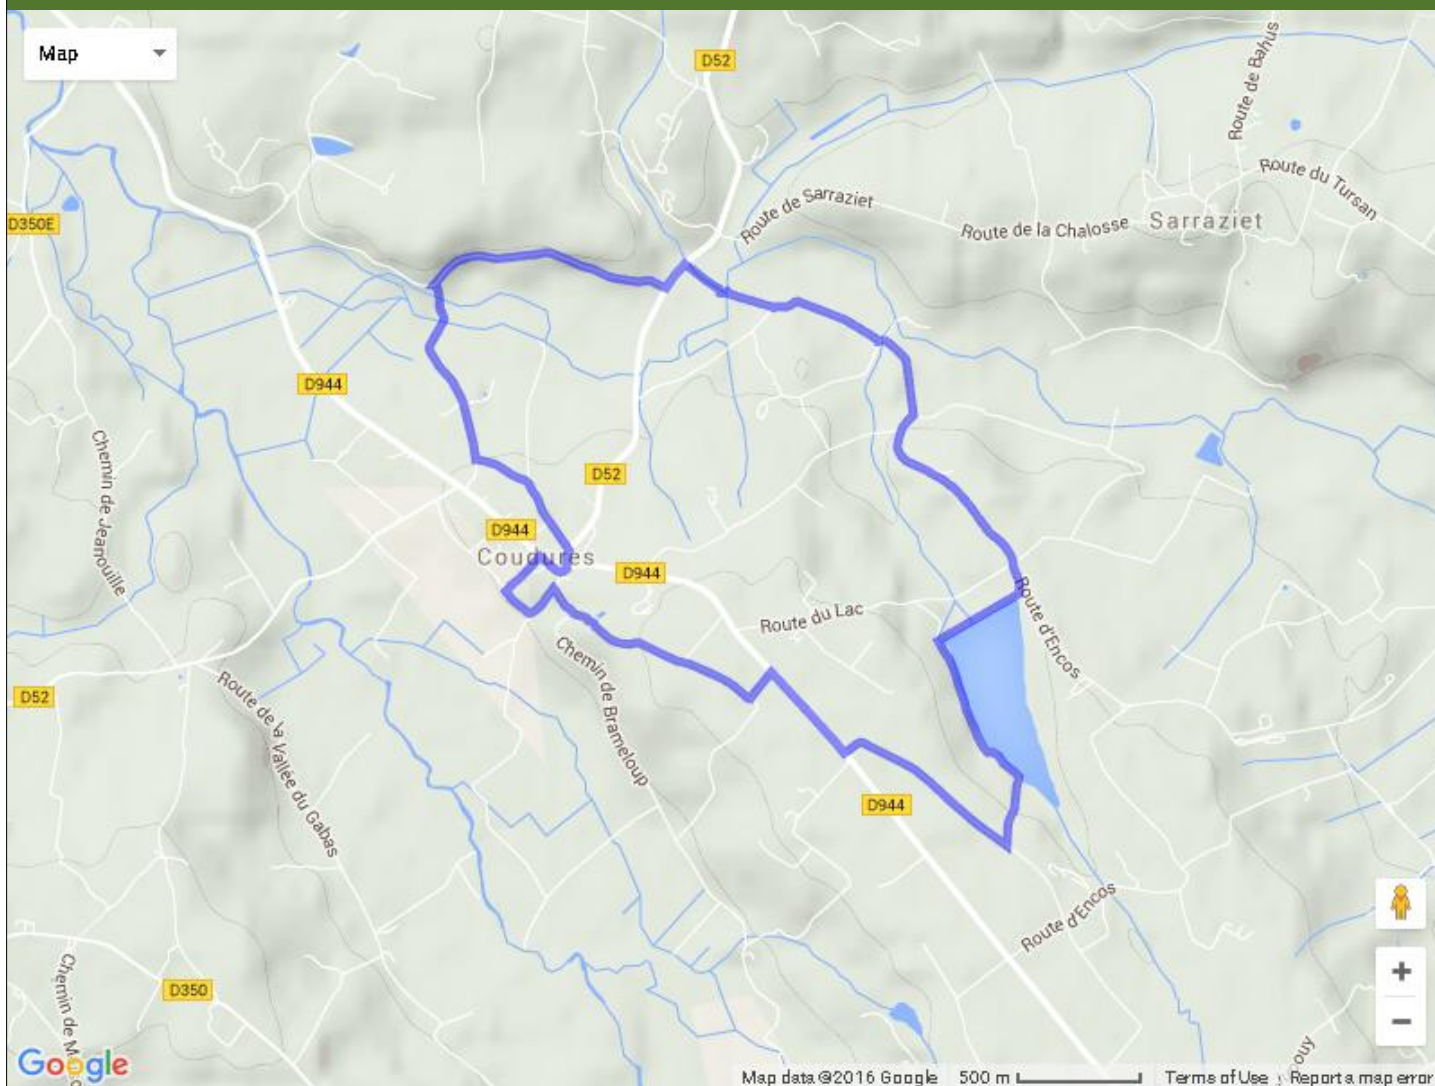 Map
D52
Route de Bahus
Route du Tursan
Route de Sarraziet
Route de la Chalosse
Sarraziet
D350E
D944
Chemin de Jeanouille
D52
D944
Coudures
D944
Route du Lac
Route d'Encos
Chemin de Brameloup
D52
Route de la Vallée du Gabas
D944
Route d'Encos
D350
Chemin de M
Google
Map data ©2016 Google
500 m
Terms of Use
Report a map error